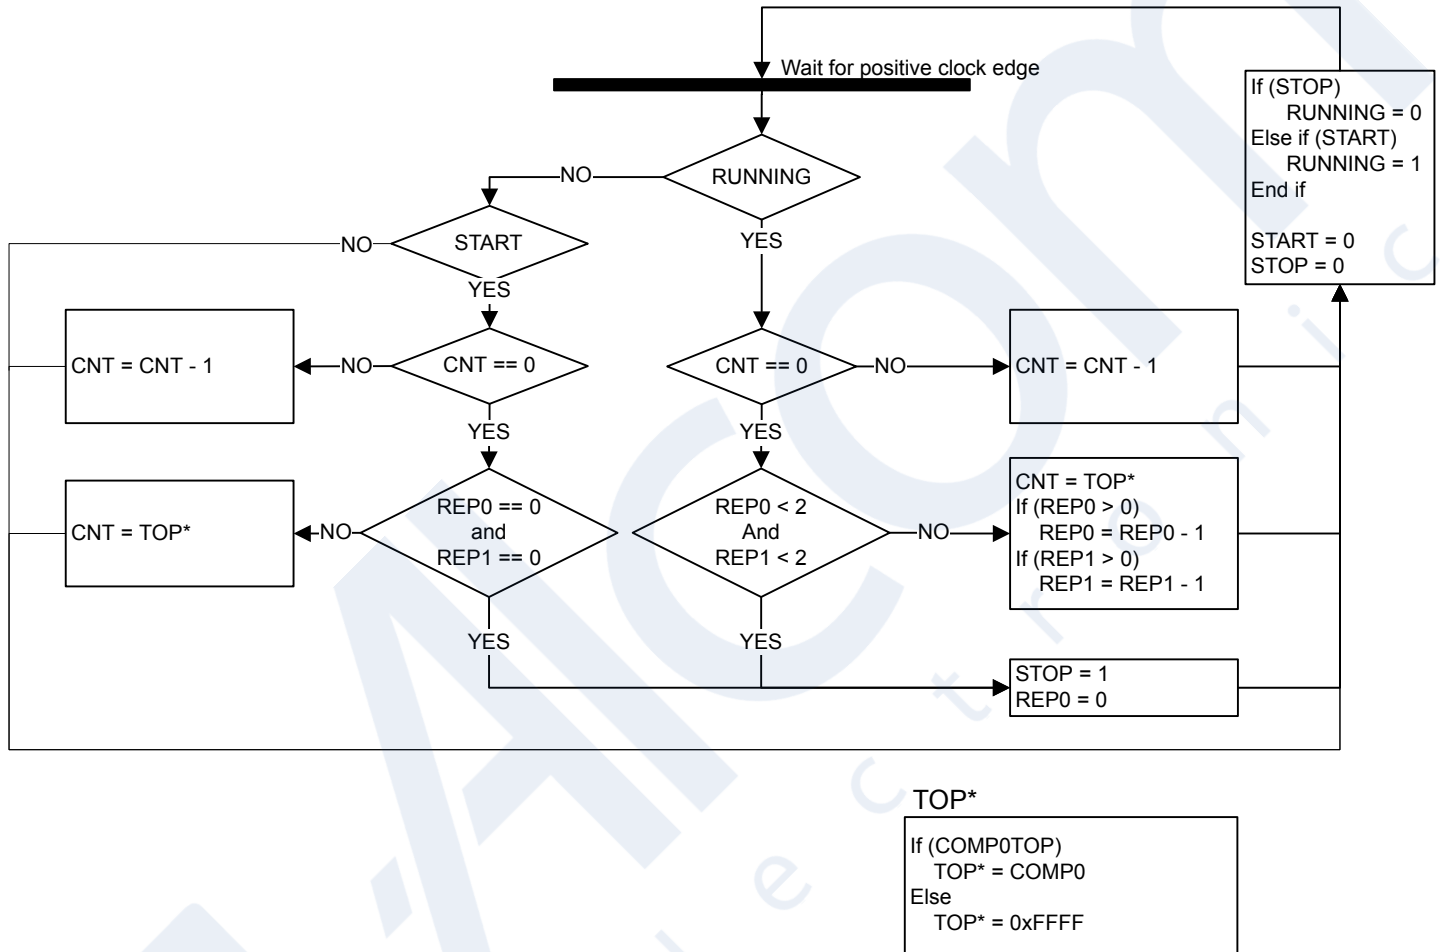 Wait for positive clock edge
If (STOP)
RUNNING = 0
Else if (START)
RUNNING = 1
End if
START = 0
STOP = 0
RUNNING
NO
YES
START
NO
YES
CNT = CNT - 1
NO
CNT == 0
YES
CNT == 0
NO
YES
CNT = CNT - 1
CNT = TOP*
NO
REP0 == 0
and
REP1 == 0
YES
REP0 < 2
And
REP1 < 2
NO
YES
CNT = TOP*
If (REP0 > 0)
REP0 = REP0 - 1
If (REP1 > 0)
REP1 = REP1 - 1
STOP = 1
REP0 = 0
TOP*
If (COMP0TOP)
TOP* = COMP0
Else
TOP* = 0xFFFF
Alcom
electronic